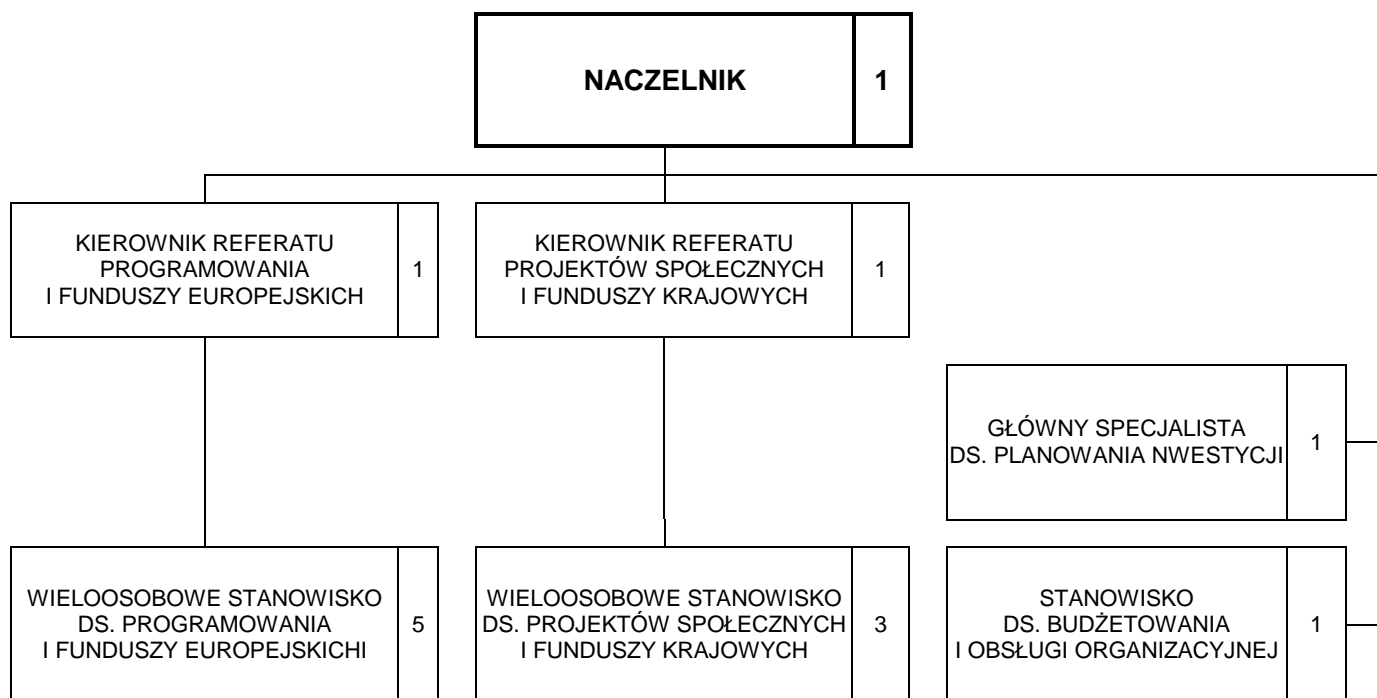 NACZELNIK
1
KIEROWNIK REFERATU
PROGRAMOWANIA
I FUNDUSZY EUROPEJSKICH
1
KIEROWNIK REFERATU
PROJEKTÓW SPOŁECZNYCH
I FUNDUSZY KRAJOWYCH
1
GŁÓWNY SPECJALISTA
DS. PLANOWANIA NWESTYCJI
1
WIELOOSOBOWE STANOWISKO
DS. PROGRAMOWANIA
I FUNDUSZY EUROPEJSKICHI
5
WIELOOSOBOWE STANOWISKO
DS. PROJEKTÓW SPOŁECZNYCH
I FUNDUSZY KRAJOWYCH
3
STANOWISKO
DS. BUDŻETOWANIA
I OBSŁUGI ORGANIZACYJNEJ
1